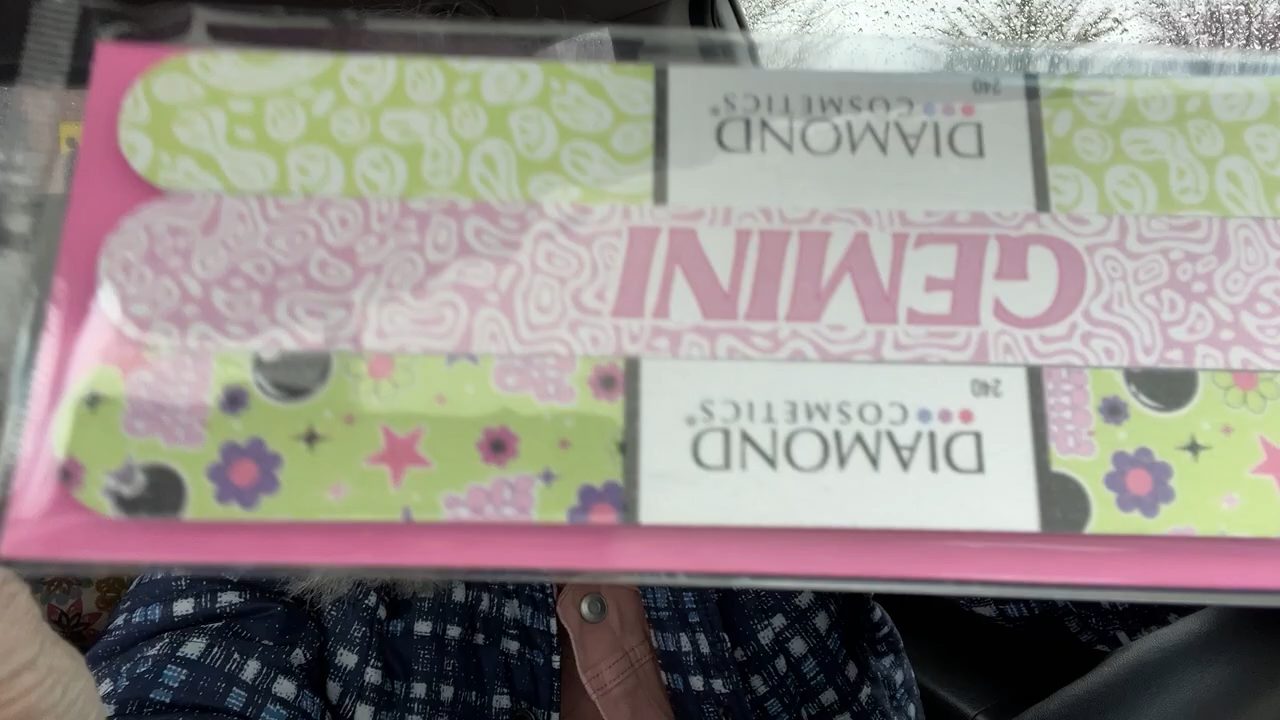 240
DIAMOND
COSMETICS®
GEMINI
240
DIAMOND
COSMETICS®